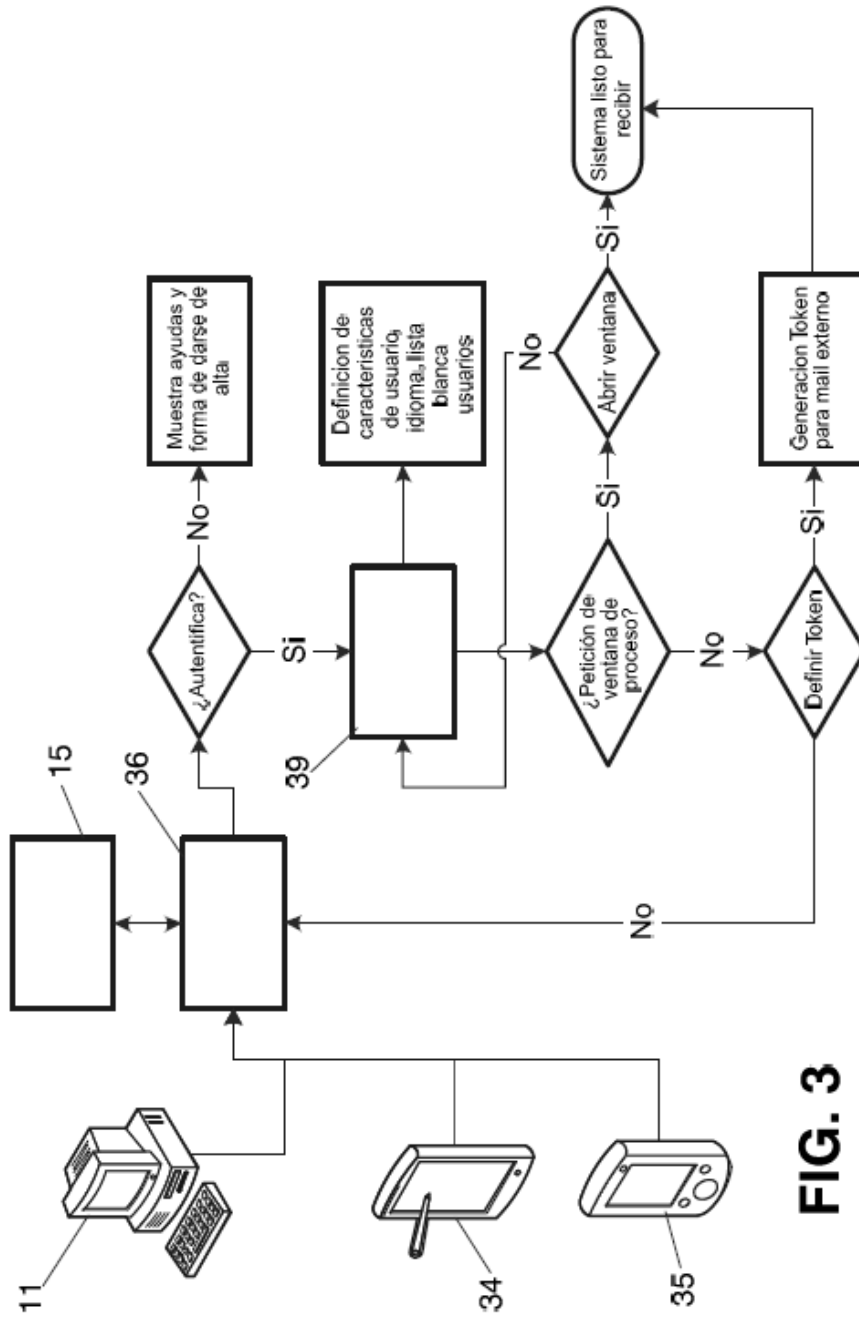 11
34
35
15
36
¿Autentifica?
No
Muestra ayudas y
forma de darse de
alta
Si
39
Definicion de
caracteristicas
de usuario,
idioma, lista
blanca
usuarios
¿Petición de
ventana de
proceso?
Si
Abrir ventana
No
Si
Sistema listo para
recibir
No
Definir Token
Si
Generacion Token
para mail externo
No
FIG. 3